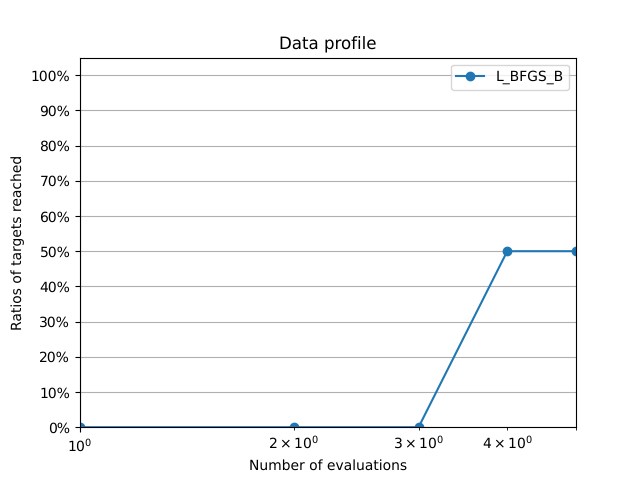 Data profile
L_BFGS_B
100%
90%
80%
70%
60%
50%
40%
30%
20%
10%
0%
Ratios of targets reached
10⁰
2 × 10⁰
3 × 10⁰
4 × 10⁰
Number of evaluations